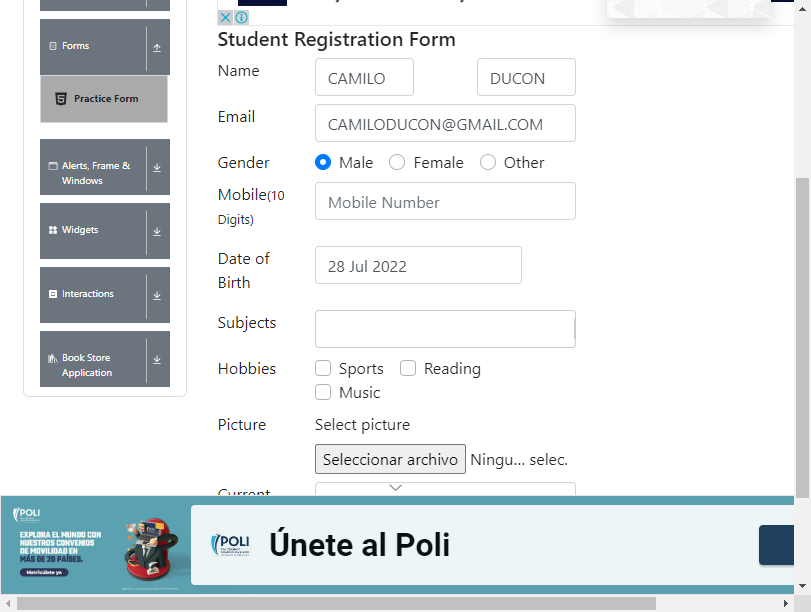 Forms
Student Registration Form
Name
CAMILO
DUCON
Practice Form
Email
CAMILODUCON@GMAIL.COM
Gender
Male
Female
Other
Alerts, Frame &
Windows
Mobile(10
Digits)
Mobile Number
Widgets
Date of
Birth
28 Jul 2022
Interactions
Subjects
Book Store
Application
Hobbies
Sports
Reading
Music
Picture
Select picture
Seleccionar archivo
Ningu... selec.
Current
POLI
EXPLORA EL MUNDO CON
NUESTROS CONVENIOS
DE MOVILIDAD EN
MÁS DE 20 PAÍSES.
Matricúlate ya
POLI
Únete al Poli